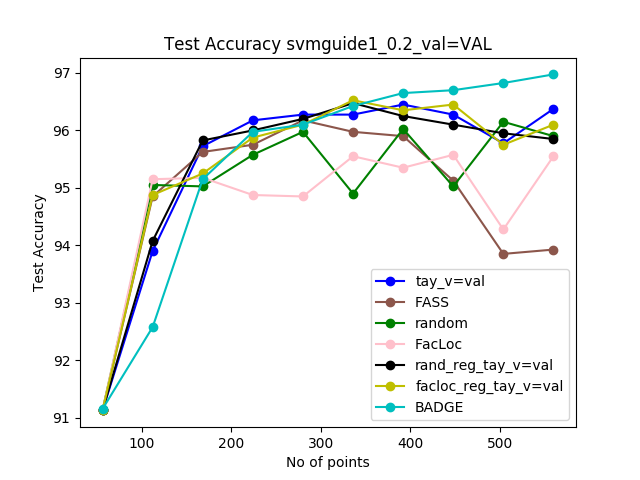 Test Accuracy svmguide1_0.2_val=VAL
97
96
95
94
93
92
91
Test Accuracy
100
200
300
400
500
No of points
tay_v=val
FASS
random
FacLoc
rand_reg_tay_v=val
facloc_reg_tay_v=val
BADGE